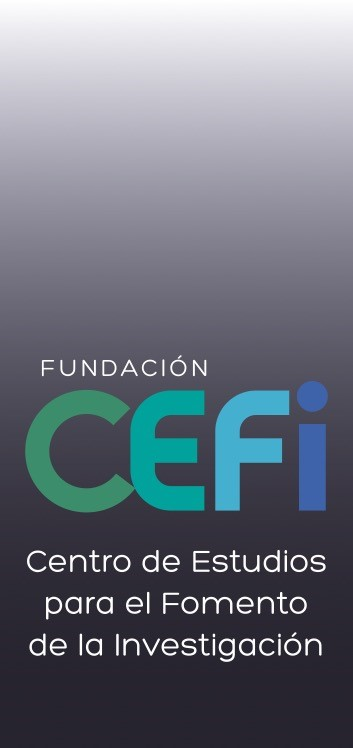 FUNDACIÓN
CEFi
Centro de Estudios
para el Fomento
de la Investigación